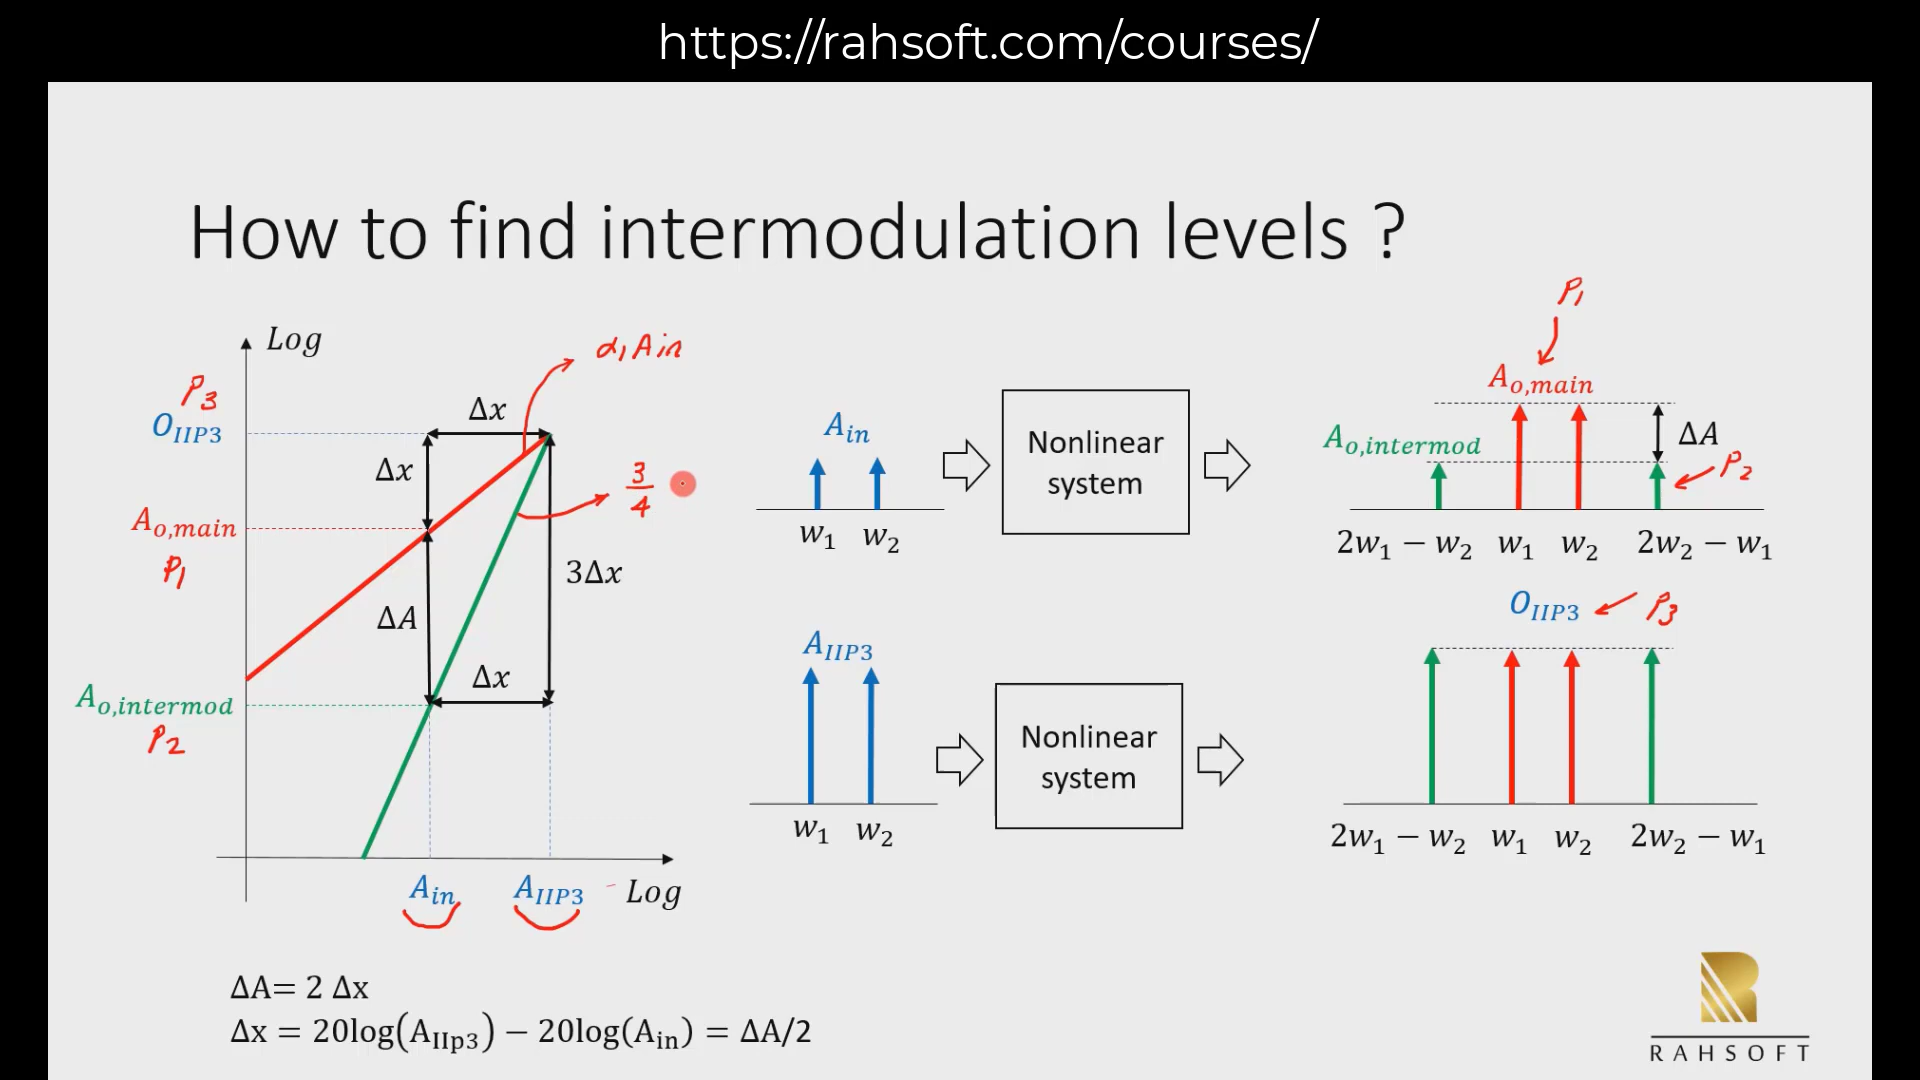 https://rahsoft.com/courses/
How to find intermodulation levels ?
Log
P3
O_IIP3
A_o,main
P1
A_o,intermod
P2
Δx
Δx
ΔA
Δx
3Δx
α1 Ain
3/4
A_in
A_IIP3
Log
A_in
w1 w2
Nonlinear
system
P1
A_o,main
A_o,intermod
ΔA
P2
2w1 − w2 w1 w2 2w2 − w1
A_IIP3
w1 w2
Nonlinear
system
O_IIP3
P3
2w1 − w2 w1 w2 2w2 − w1
ΔA= 2 Δx
Δx = 20log(A_IIp3) − 20log(A_in) = ΔA/2
RAHSOFT